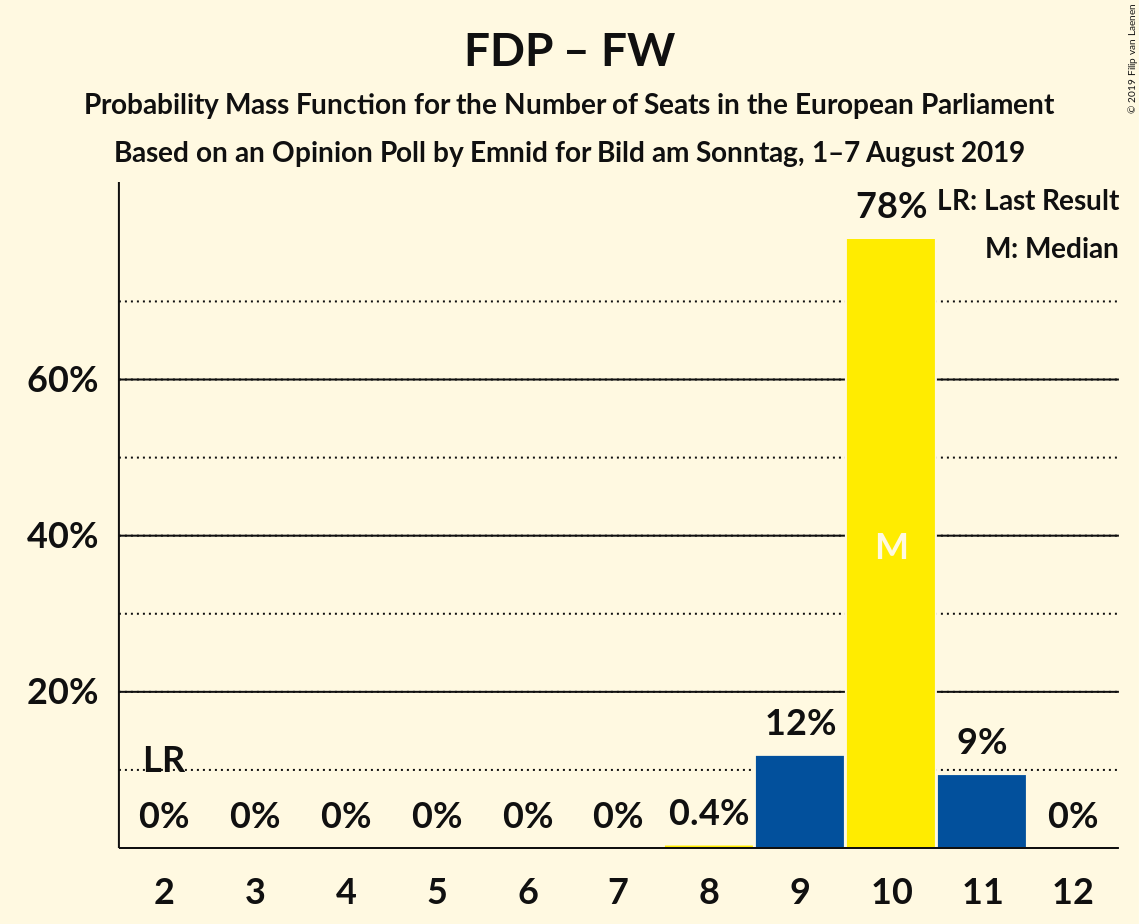 FDP – FW
Probability Mass Function for the Number of Seats in the European Parliament
Based on an Opinion Poll by Emnid for Bild am Sonntag, 1–7 August 2019
© 2019 Filip van Laenen
78%
LR: Last Result
M: Median
60%
40%
M
20%
12%
9%
LR
0% 0% 0% 0% 0% 0% 0.4% 0%
2 3 4 5 6 7 8 9 10 11 12